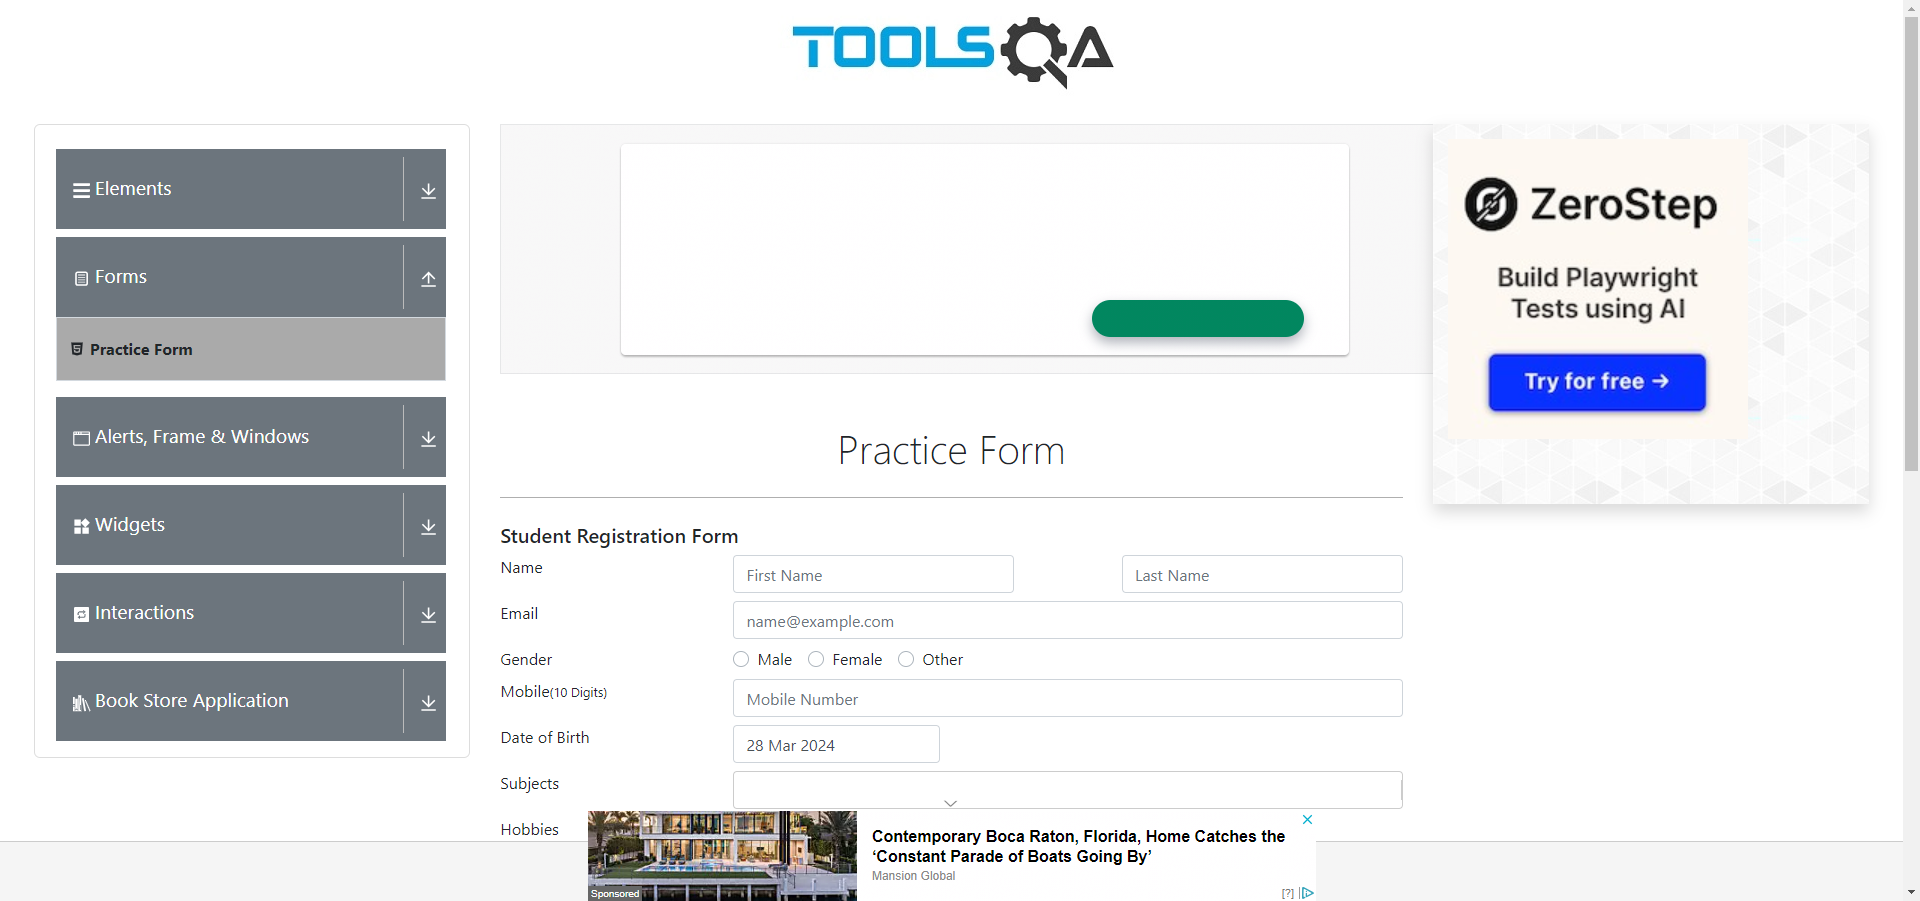 TOOLSQA
Elements
Forms
Practice Form
Alerts, Frame & Windows
Widgets
Interactions
Book Store Application
ZeroStep
Build Playwright
Tests using AI
Try for free →
Practice Form
Student Registration Form
Name
First Name
Last Name
Email
name@example.com
Gender
Male
Female
Other
Mobile(10 Digits)
Mobile Number
Date of Birth
28 Mar 2024
Subjects
Hobbies
Sponsored
Contemporary Boca Raton, Florida, Home Catches the
‘Constant Parade of Boats Going By’
Mansion Global
[?]